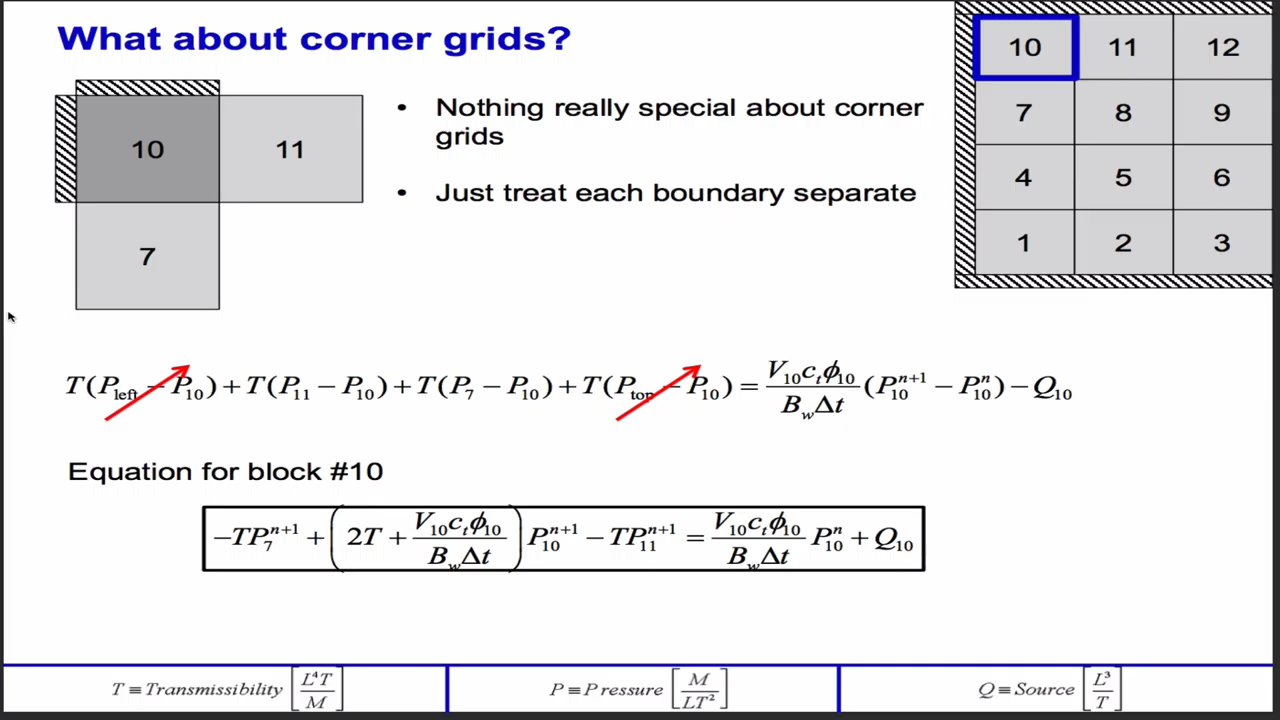 What about corner grids?
10 11 12
7 8 9
4 5 6
1 2 3
10 11
7
• Nothing really special about corner
grids
• Just treat each boundary separate
T(P_left − P_10) + T(P_11 − P_10) + T(P_7 − P_10) + T(P_top − P_10) = V_10 c_t ϕ_10 / B_w Δt (P_10^{n+1} − P_10^n) − Q_10
Equation for block #10
−TP_7^{n+1} + (2T + V_10 c_t ϕ_10 / B_w Δt) P_10^{n+1} − TP_11^{n+1} = V_10 c_t ϕ_10 / B_w Δt P_10^n + Q_10
T ≡ Transmissibility [L^4 T / M] P ≡ P ressure [M / LT^2] Q ≡ Source [L^3 / T]